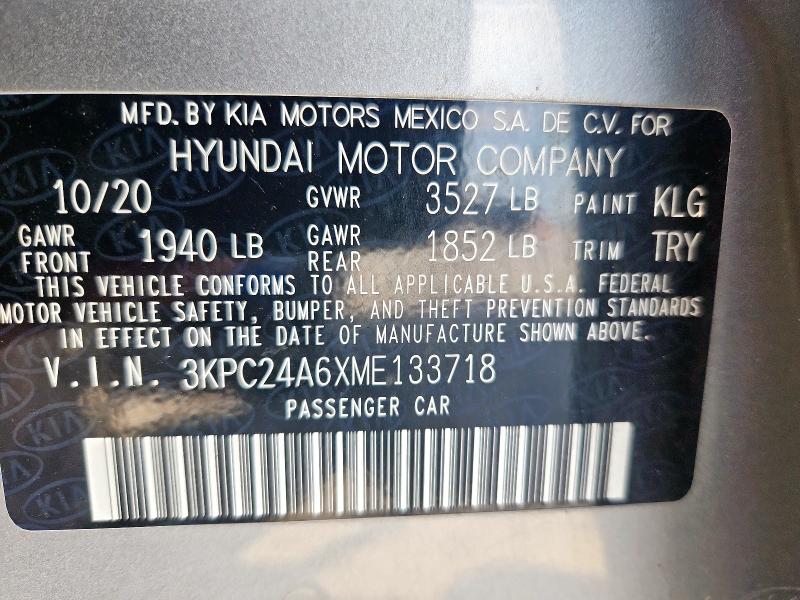 MFD. BY KIA MOTORS MEXICO S.A. DE C.V. FOR
HYUNDAI MOTOR COMPANY
10/20 GVWR 3527 LB PAINT KLG
GAWR FRONT 1940 LB GAWR REAR 1852 LB TRIM TRY
THIS VEHICLE CONFORMS TO ALL APPLICABLE U.S.A. FEDERAL
MOTOR VEHICLE SAFETY, BUMPER, AND THEFT PREVENTION STANDARDS
IN EFFECT ON THE DATE OF MANUFACTURE SHOWN ABOVE.
V.I.N. 3KPC24A6XME133718
PASSENGER CAR